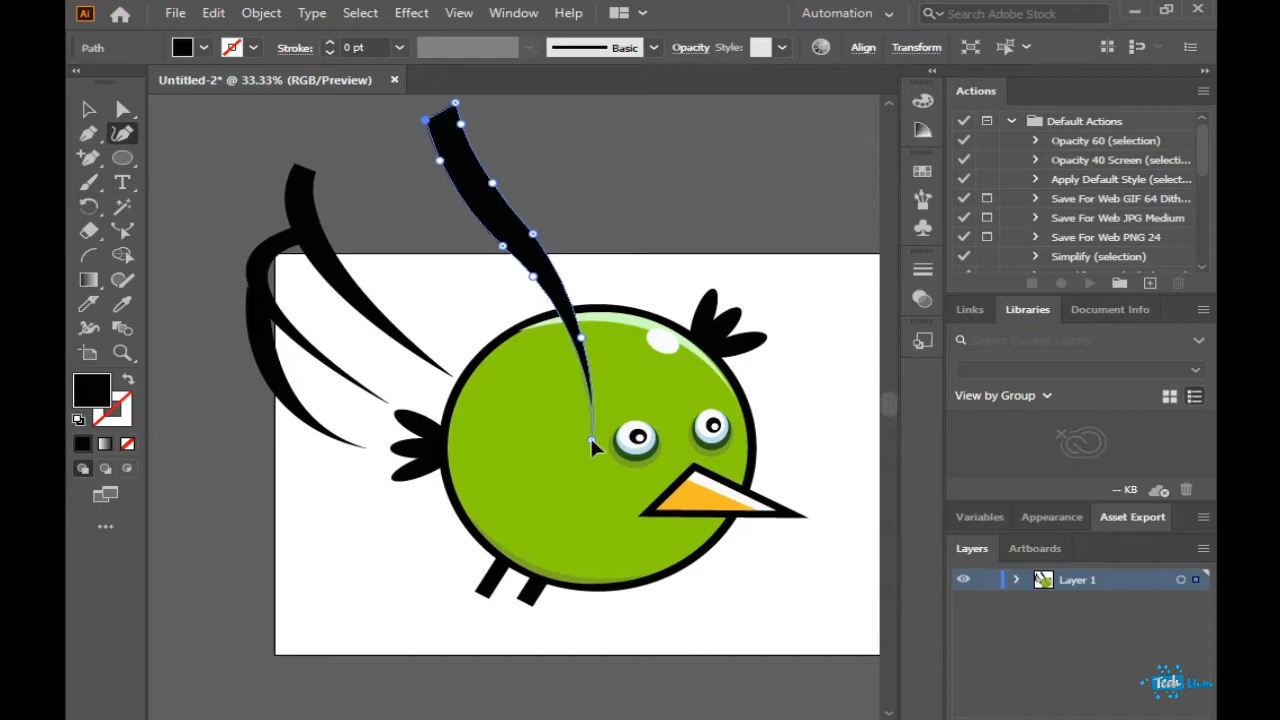 Ai File Edit Object Type Select Effect View Window Help Automation Search Adobe Stock
Path Stroke: 0 pt Basic Opacity Style: Align Transform
Untitled-2* @ 33.33% (RGB/Preview)
Actions
Default Actions
Opacity 60 (selection)
Opacity 40 Screen (selecti...
Apply Default Style (select...
Save For Web GIF 64 Dith...
Save For Web JPG Medium
Save For Web PNG 24
Simplify (selection)
Links Libraries Document Info
Search Current Library
View by Group
-- KB
Variables Appearance Asset Export
Layers Artboards
Layer 1
Tech